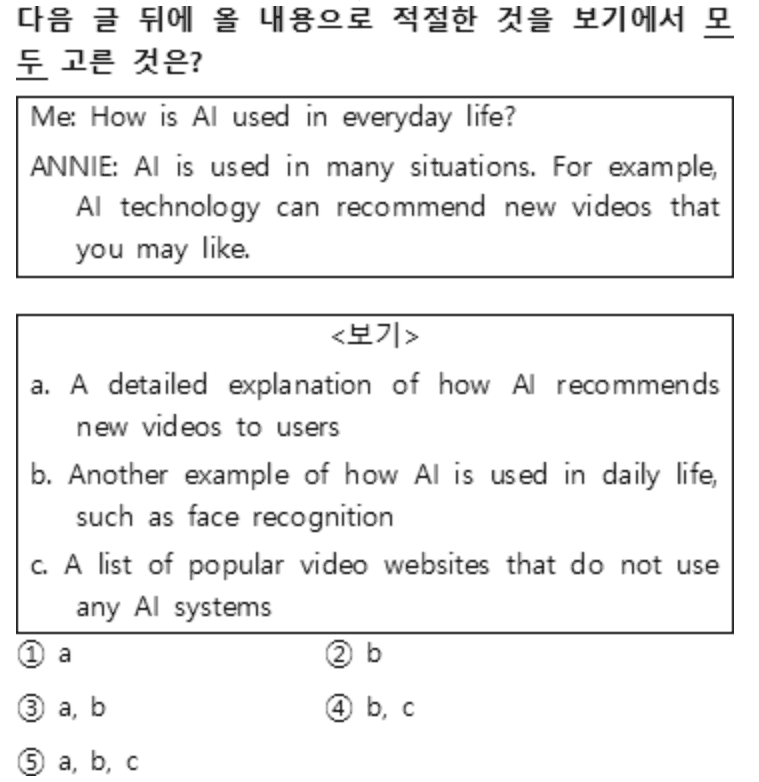 다음 글 뒤에 올 내용으로 적절한 것을 보기에서 모
두 고른 것은?
Me: How is AI used in everyday life?
ANNIE: AI is used in many situations. For example,
AI technology can recommend new videos that
you may like.
<보기>
a. A detailed explanation of how AI recommends
new videos to users
b. Another example of how AI is used in daily life,
such as face recognition
c. A list of popular video websites that do not use
any AI systems
① a ② b
③ a, b ④ b, c
⑤ a, b, c